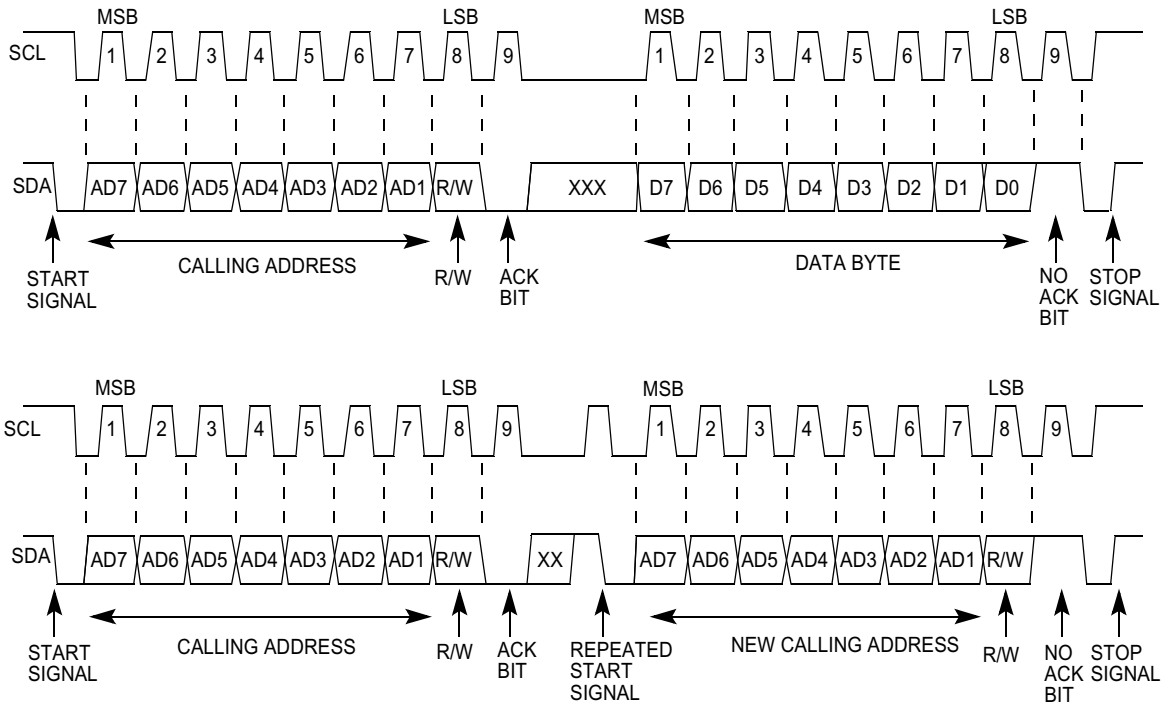 MSB LSB MSB LSB
SCL 1 2 3 4 5 6 7 8 9 1 2 3 4 5 6 7 8 9
SDA AD7 AD6 AD5 AD4 AD3 AD2 AD1 R/W XXX D7 D6 D5 D4 D3 D2 D1 D0
START
SIGNAL
CALLING ADDRESS
R/W
ACK
BIT
DATA BYTE
NO
ACK
BIT
STOP
SIGNAL
MSB LSB MSB LSB
SCL 1 2 3 4 5 6 7 8 9 1 2 3 4 5 6 7 8 9
SDA AD7 AD6 AD5 AD4 AD3 AD2 AD1 R/W XX AD7 AD6 AD5 AD4 AD3 AD2 AD1 R/W
START
SIGNAL
CALLING ADDRESS
R/W
ACK
BIT
REPEATED
START
SIGNAL
NEW CALLING ADDRESS
R/W
NO
ACK
BIT
STOP
SIGNAL